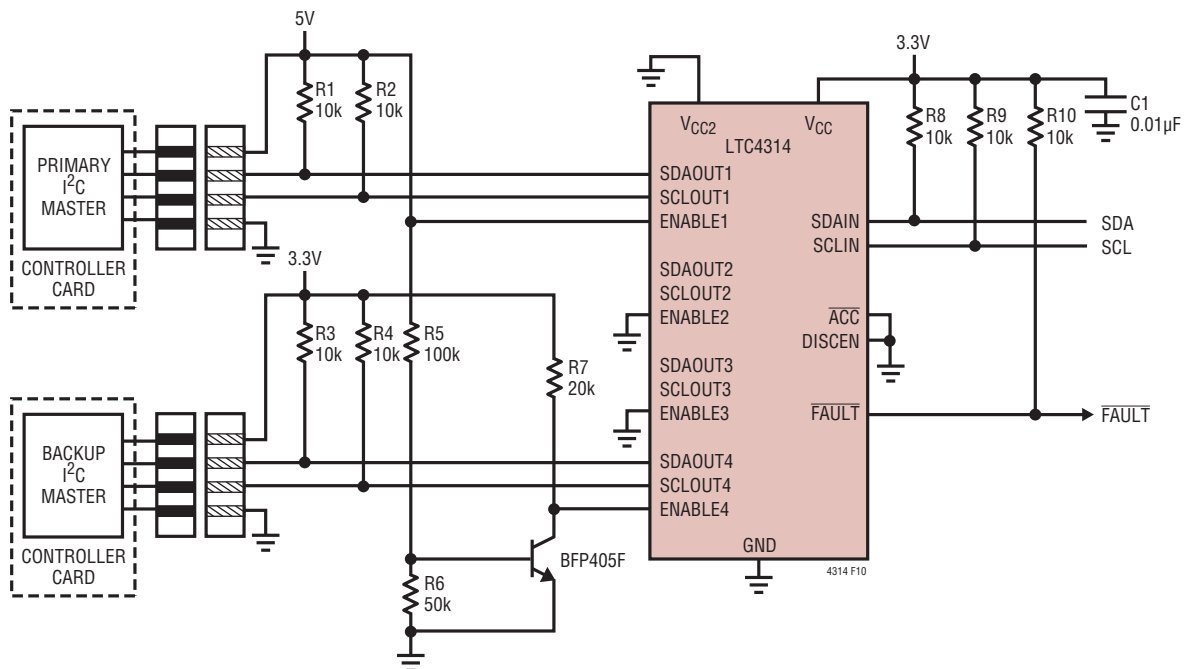 5V
R1
10k
R2
10k
PRIMARY
I²C
MASTER
CONTROLLER
CARD
3.3V
R3
10k
R4
10k
R5
100k
R7
20k
BACKUP
I²C
MASTER
CONTROLLER
CARD
R6
50k
BFP405F
VCC2
VCC
LTC4314
SDAOUT1
SCLOUT1
ENABLE1
SDAOUT2
SCLOUT2
ENABLE2
SDAOUT3
SCLOUT3
ENABLE3
SDAOUT4
SCLOUT4
ENABLE4
SDAIN
SCLIN
ACC
DISCEN
FAULT
GND
4314 F10
3.3V
R8
10k
R9
10k
R10
10k
C1
0.01µF
SDA
SCL
FAULT